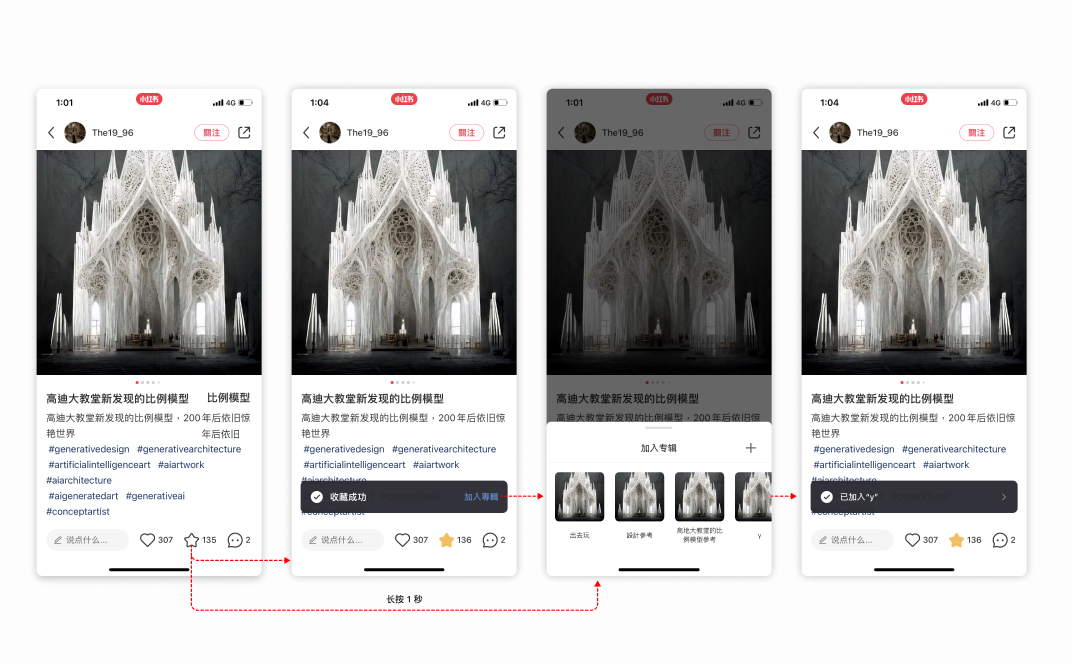 1:01
小红书
4G
The19_96
關注
高迪大教堂新发现的比例模型
比例模型
高迪大教堂新发现的比例模型，200 年后依旧惊
艳世界
年后依旧
#generativedesign #generativearchitecture
#artificialintelligenceart #aiartwork
#aiarchitecture
#aigeneratedart #generativeai
#conceptartist
说点什么...
307
135
2
1:04
小红书
4G
The19_96
關注
高迪大教堂新发现的比例模型
高迪大教堂新发现的比例模型，200 年后依旧惊
艳世界
#generativedesign #generativearchitecture
#artificialintelligenceart #aiartwork
#aiarchitecture
收藏成功
加入專輯
#conceptartist
说点什么...
307
136
2
1:01
小红书
4G
The19_96
關注
高迪大教堂新发现的比例模型
高迪大教堂新发现的比例模型，200 年后依旧惊
加入专辑
出去玩
設計參考
高地大教堂的比
例模型參考
y
1:04
小红书
4G
The19_96
關注
高迪大教堂新发现的比例模型
高迪大教堂新发现的比例模型，200 年后依旧惊
艳世界
#generativedesign #generativearchitecture
#artificialintelligenceart #aiartwork
#aiarchitecture
已加入“y”
#conceptartist
说点什么...
307
136
2
长按 1 秒